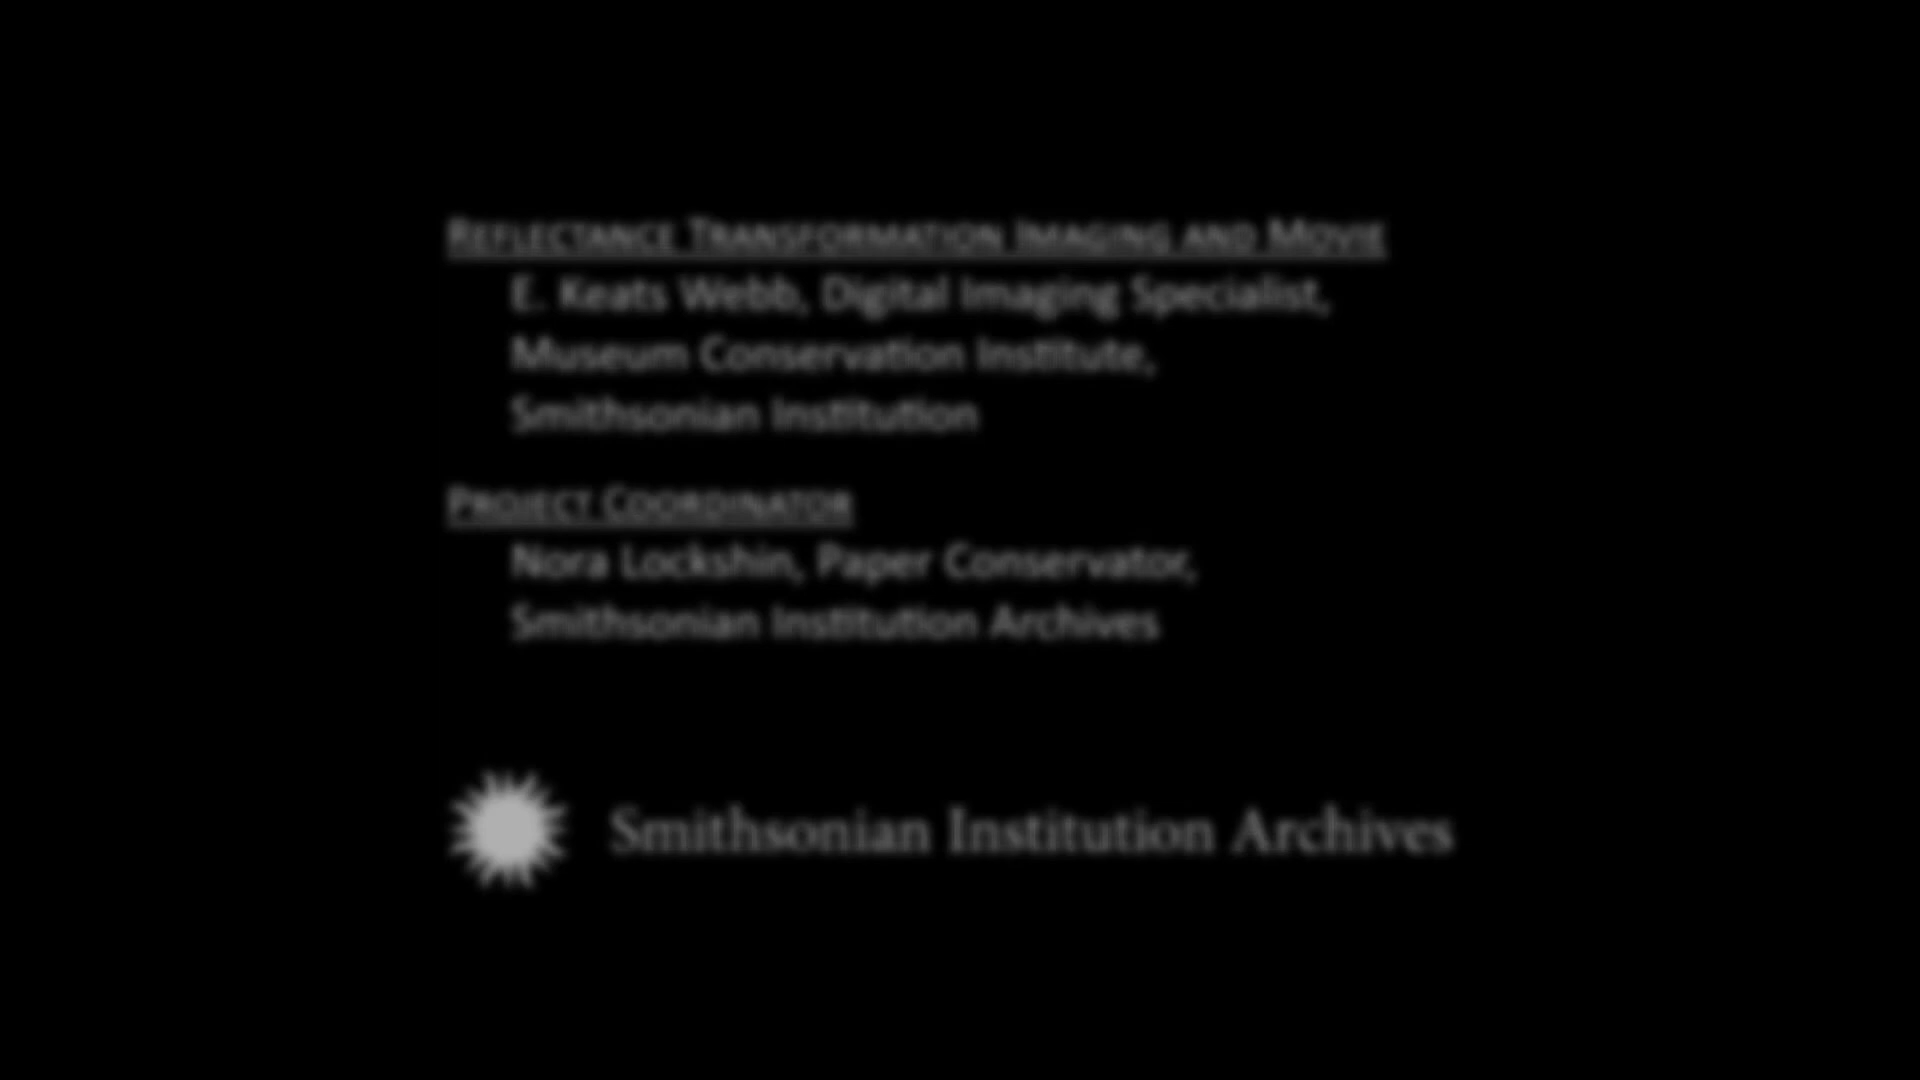 REFLECTANCE TRANSFORMATION IMAGING AND MOVIE
E. Keats Webb, Digital Imaging Specialist,
Museum Conservation Institute,
Smithsonian Institution
PROJECT COORDINATOR
Nora Lockshin, Paper Conservator,
Smithsonian Institution Archives
Smithsonian Institution Archives